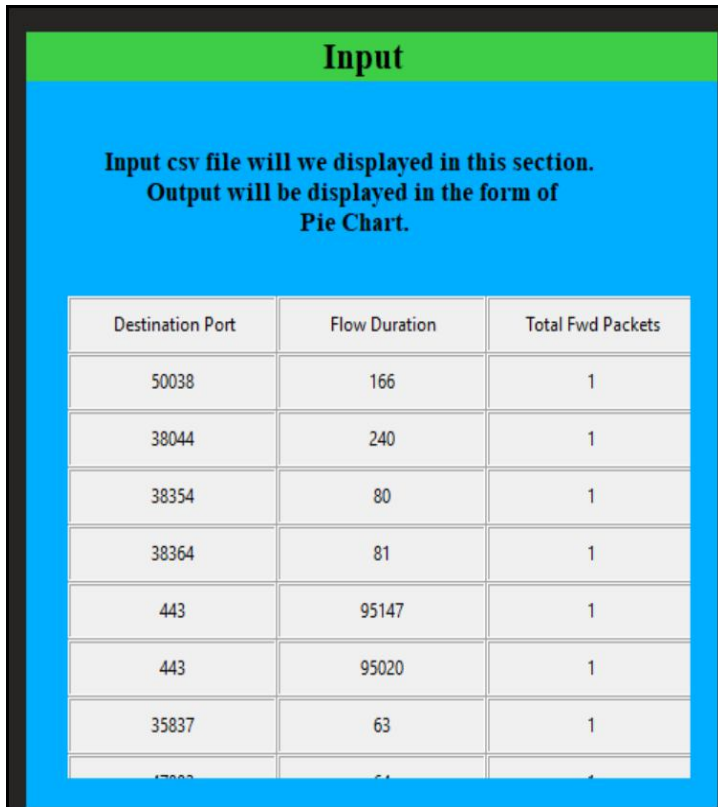 Input
Input csv file will we displayed in this section.
Output will be displayed in the form of
Pie Chart.
Destination Port Flow Duration Total Fwd Packets
50038 166 1
38044 240 1
38354 80 1
38364 81 1
443 95147 1
443 95020 1
35837 63 1